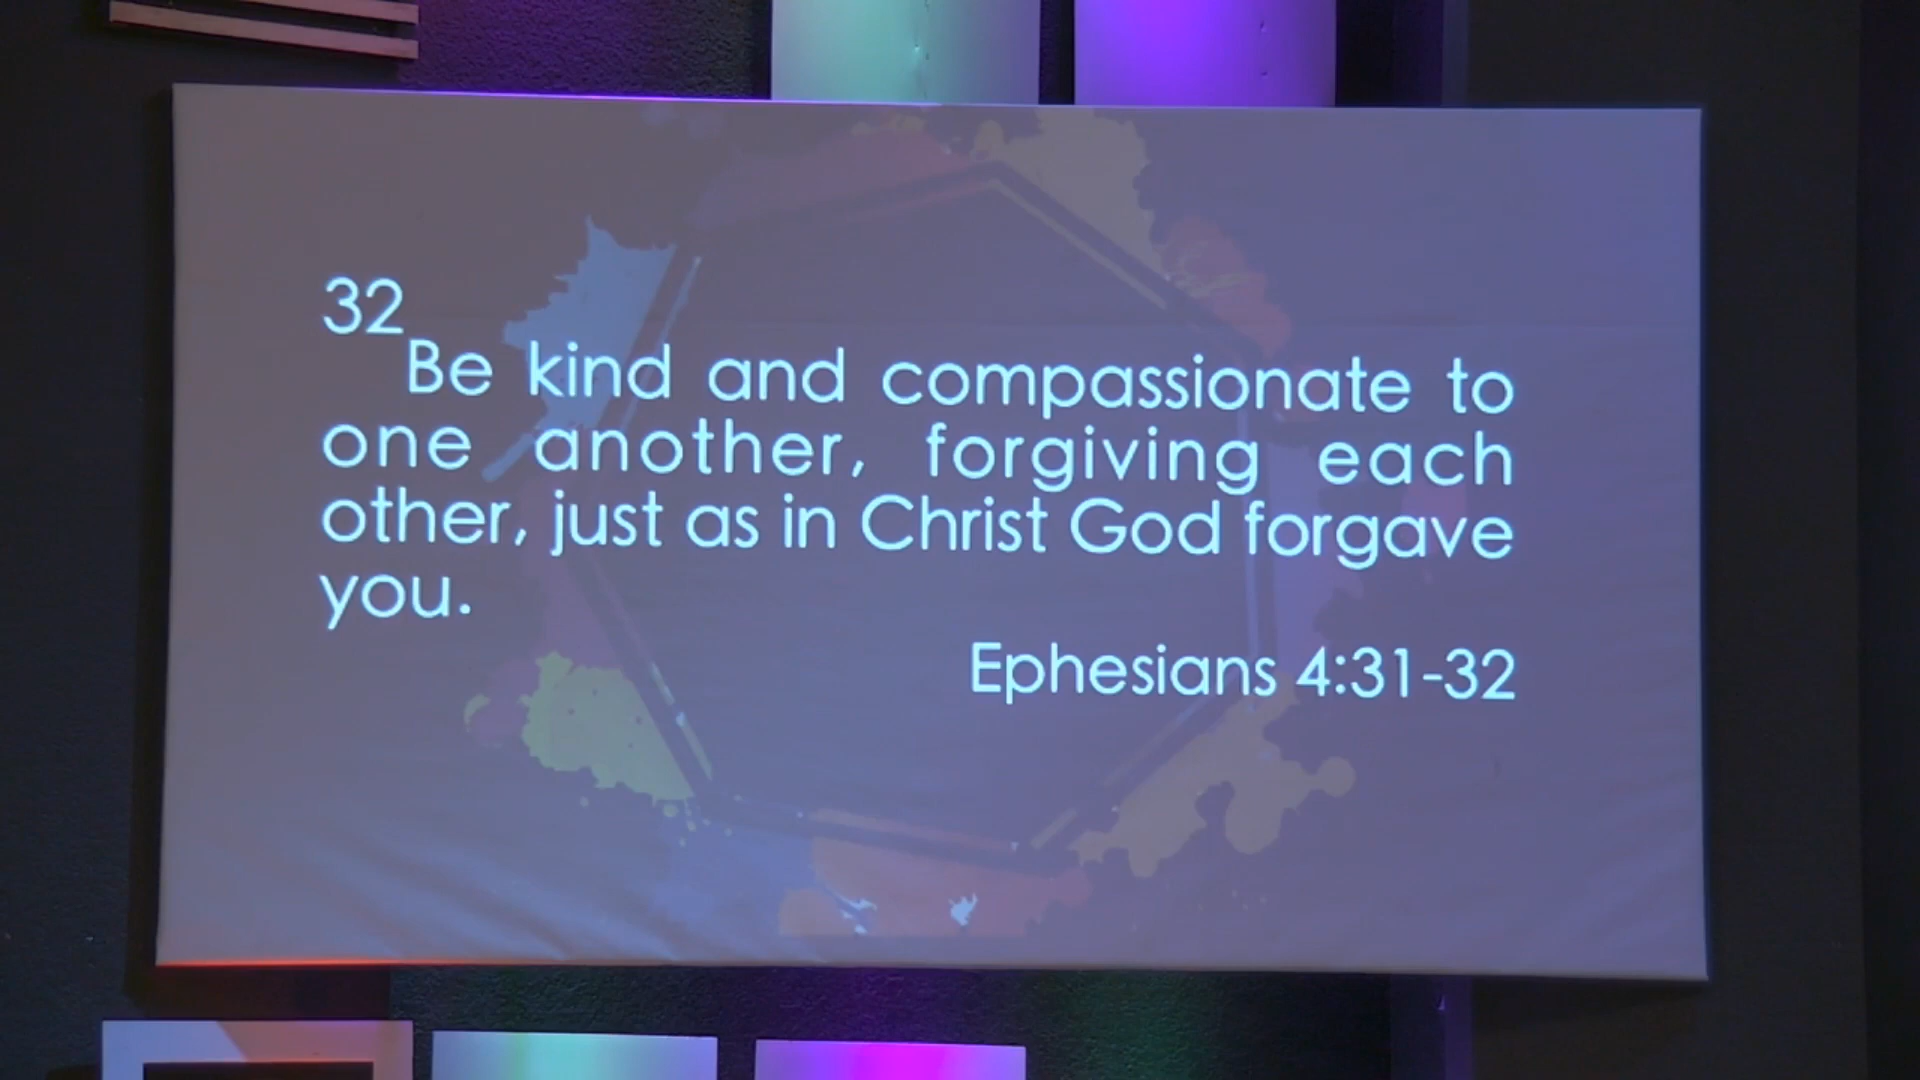 32
Be kind and compassionate to
one another, forgiving each
other, just as in Christ God forgave
you.
Ephesians 4:31-32